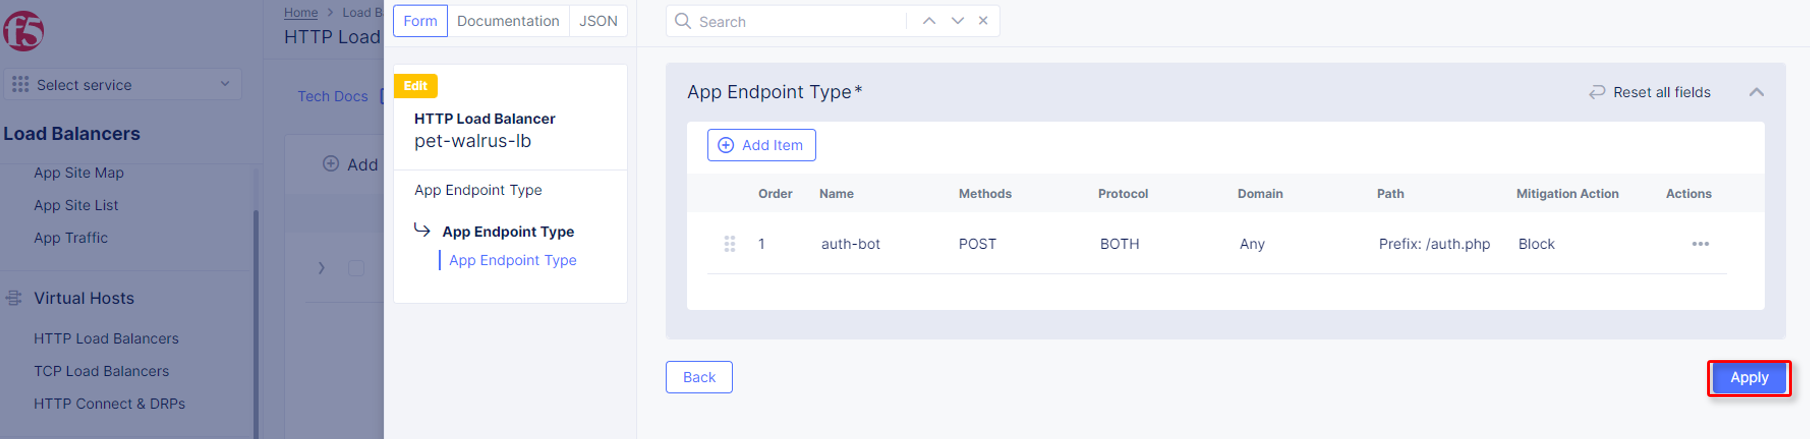 f5
Select service
Load Balancers
App Site Map
App Site List
App Traffic
Virtual Hosts
HTTP Load Balancers
TCP Load Balancers
HTTP Connect & DRPs
Home > Load B
HTTP Load
Tech Docs
Add
Form Documentation JSON
Edit
HTTP Load Balancer
pet-walrus-lb
App Endpoint Type
App Endpoint Type
App Endpoint Type
Search
App Endpoint Type*
Reset all fields
Add Item
Order Name Methods Protocol Domain Path Mitigation Action Actions
1 auth-bot POST BOTH Any Prefix: /auth.php Block
Back
Apply